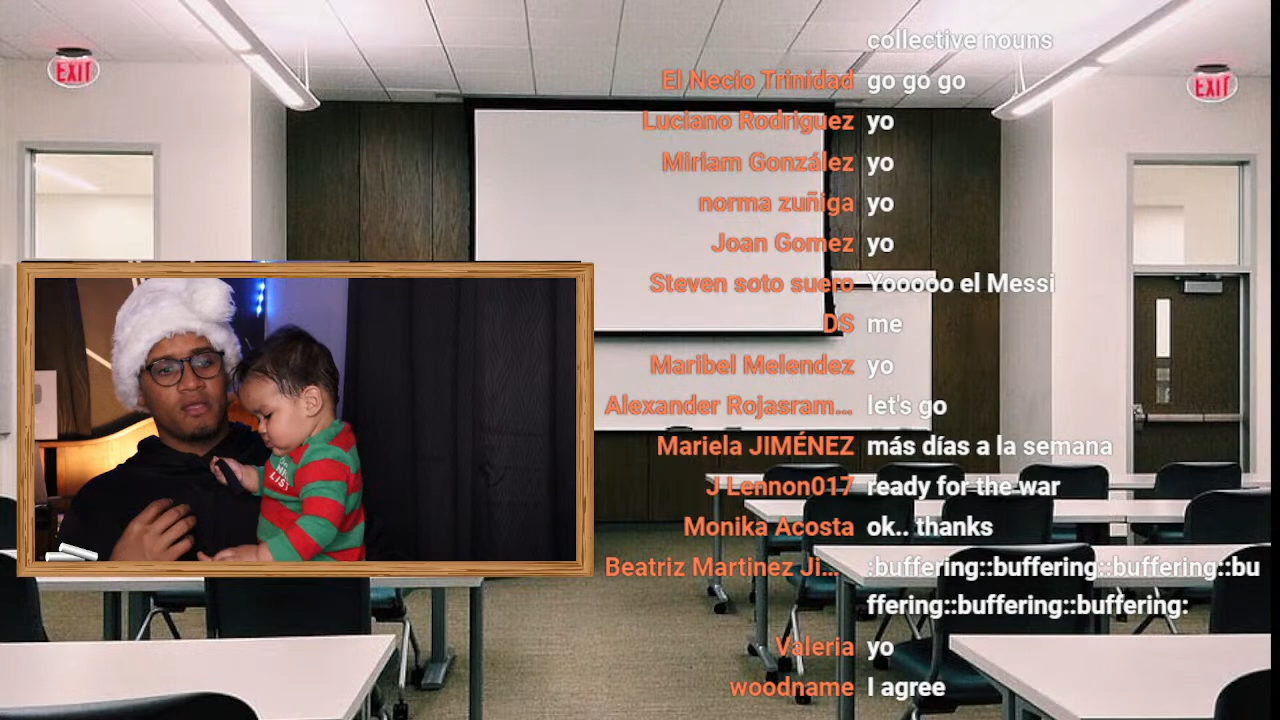 collective nouns
EXIT
El Necio Trinidad go go go
EXIT
Luciano Rodriguez yo
Miriam González yo
norma zuñiga yo
Joan Gomez yo
Steven soto suero Yooooo el Messi
DS me
Maribel Melendez yo
Alexander Rojasram... let's go
Mariela JIMÉNEZ más días a la semana
J Lennon017 ready for the war
Monika Acosta ok.. thanks
Beatriz Martinez Ji... :buffering::buffering::buffering::bu
ffering::buffering::buffering:
Valeria yo
woodname I agree